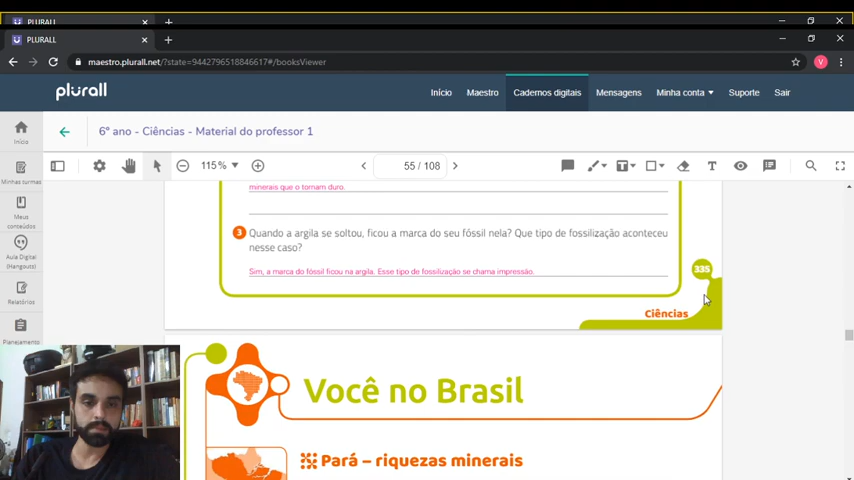 PLURALL
PLURALL
maestro.plurall.net/?state=9442796518846617#/booksViewer
V
plurall
Início
Maestro
Cadernos digitais
Mensagens
Minha conta
Suporte
Sair
Início
6º ano - Ciências - Material do professor 1
Minhas turmas
115%
55 / 108
T
T
Meus
conteúdos
minerais que o tornam duro.
Aula Digital
(Hangouts)
3 Quando a argila se soltou, ficou a marca do seu fóssil nela? Que tipo de fossilização aconteceu
nesse caso?
Sim, a marca do fóssil ficou na argila. Esse tipo de fossilização se chama impressão.
335
Relatórios
Ciências
Planejamento
Você no Brasil
Pará – riquezas minerais